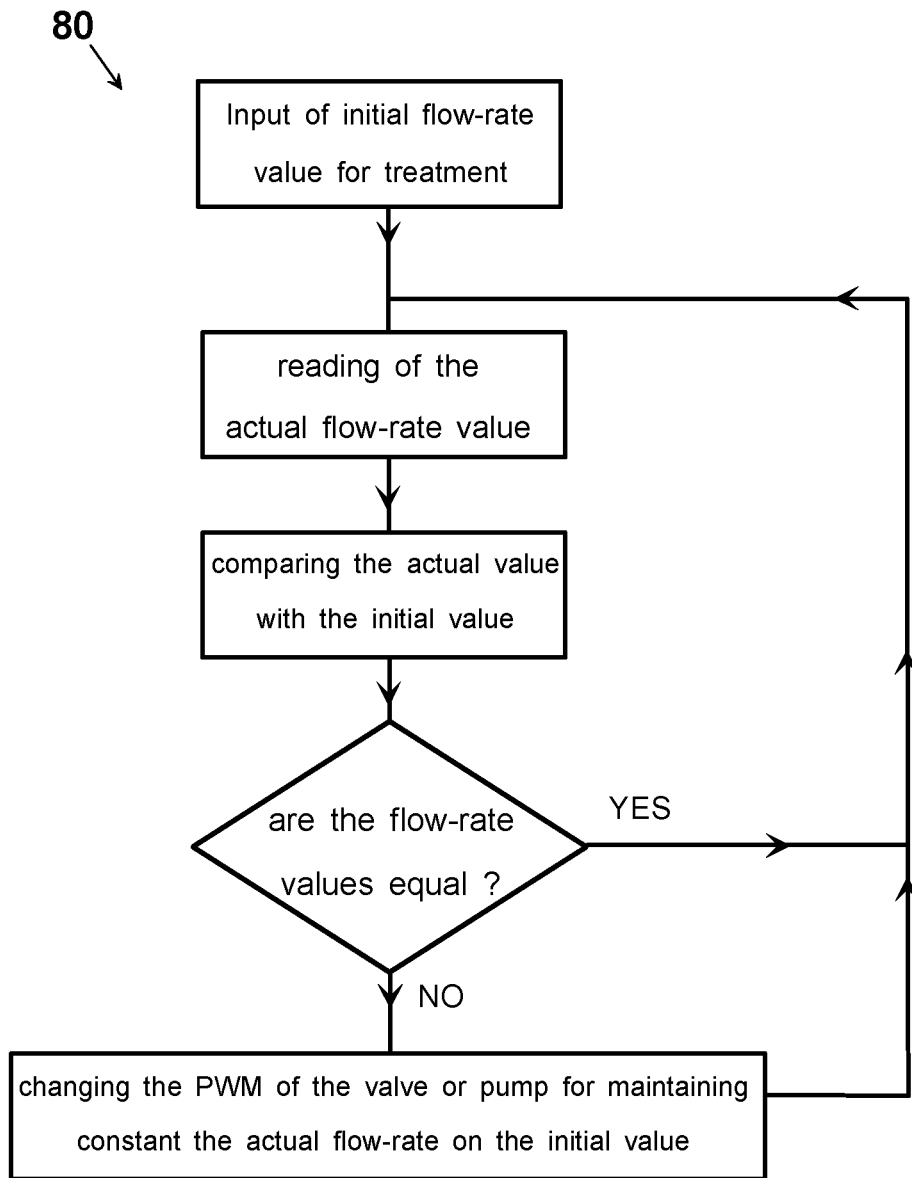 80
Input of initial flow-rate
value for treatment
reading of the
actual flow-rate value
comparing the actual value
with the initial value
are the flow-rate
values equal ?
YES
NO
changing the PWM of the valve or pump for maintaining
constant the actual flow-rate on the initial value